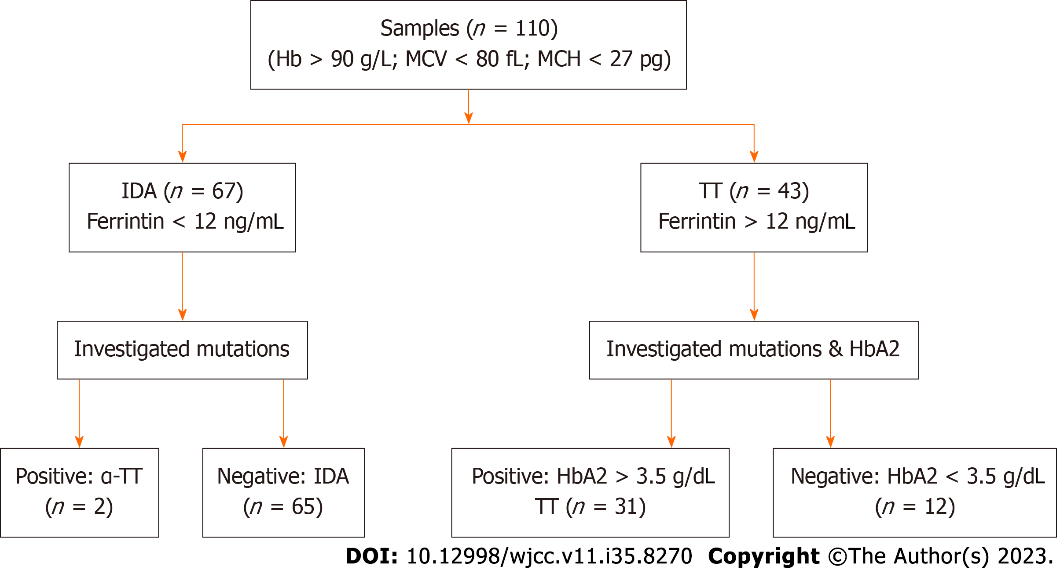 Samples (n = 110)
(Hb > 90 g/L; MCV < 80 fL; MCH < 27 pg)
IDA (n = 67)
Ferrintin < 12 ng/mL
TT (n = 43)
Ferrintin > 12 ng/mL
Investigated mutations
Investigated mutations & HbA2
Positive: α-TT
(n = 2)
Negative: IDA
(n = 65)
Positive: HbA2 > 3.5 g/dL
TT (n = 31)
Negative: HbA2 < 3.5 g/dL
(n = 12)
DOI: 10.12998/wjcc.v11.i35.8270 Copyright ©The Author(s) 2023.